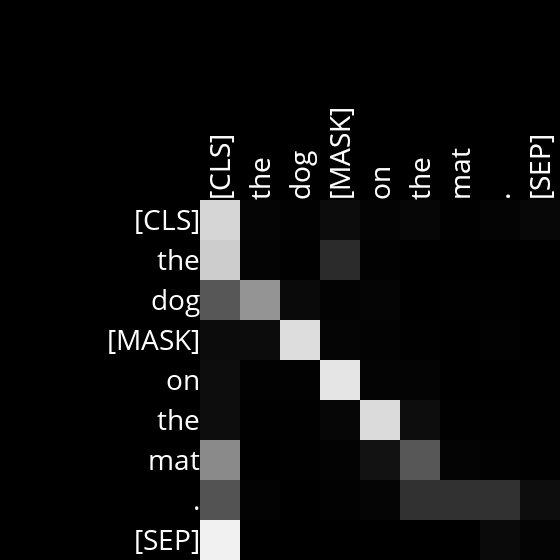 [CLS] the dog [MASK] on the mat . [SEP]
[CLS]
the
dog
[MASK]
on
the
mat
.
[SEP]